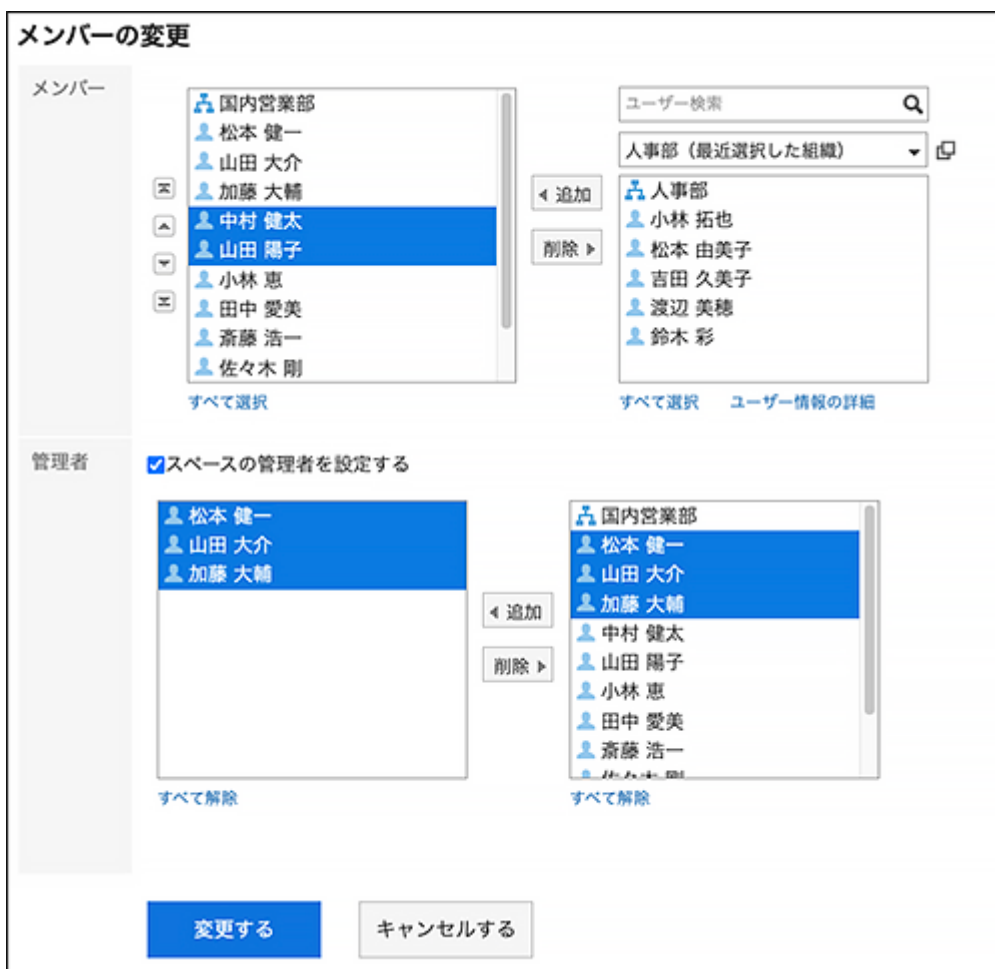 メンバーの変更
メンバー
国内営業部
松本 健一
山田 大介
加藤 大輔
中村 健太
山田 陽子
小林 恵
田中 愛美
斎藤 浩一
佐々木 剛
すべて選択
追加
削除
ユーザー検索
人事部（最近選択した組織）
人事部
小林 拓也
松本 由美子
吉田 久美子
渡辺 美穂
鈴木 彩
すべて選択 ユーザー情報の詳細
管理者
スペースの管理者を設定する
松本 健一
山田 大介
加藤 大輔
すべて解除
追加
削除
国内営業部
松本 健一
山田 大介
加藤 大輔
中村 健太
山田 陽子
小林 恵
田中 愛美
斎藤 浩一
佐々木 剛
すべて解除
変更する
キャンセルする